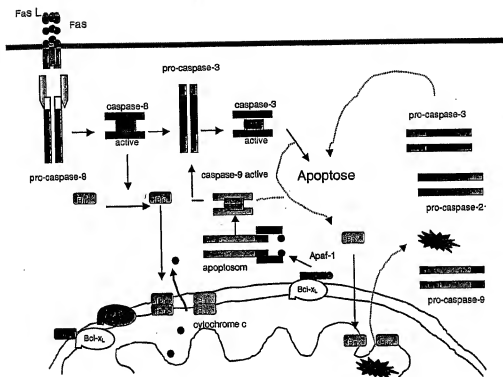 Fas L
Fas
pro-caspase-3
caspase-8
caspase-3
pro-caspase-3
active
active
pro-caspase-8
caspase-9 active
Apoptose
pro-caspase-2
apoptosom
Apaf-1
pro-caspase-9
Bcl-xL
cytochrome c
Bcl-xL